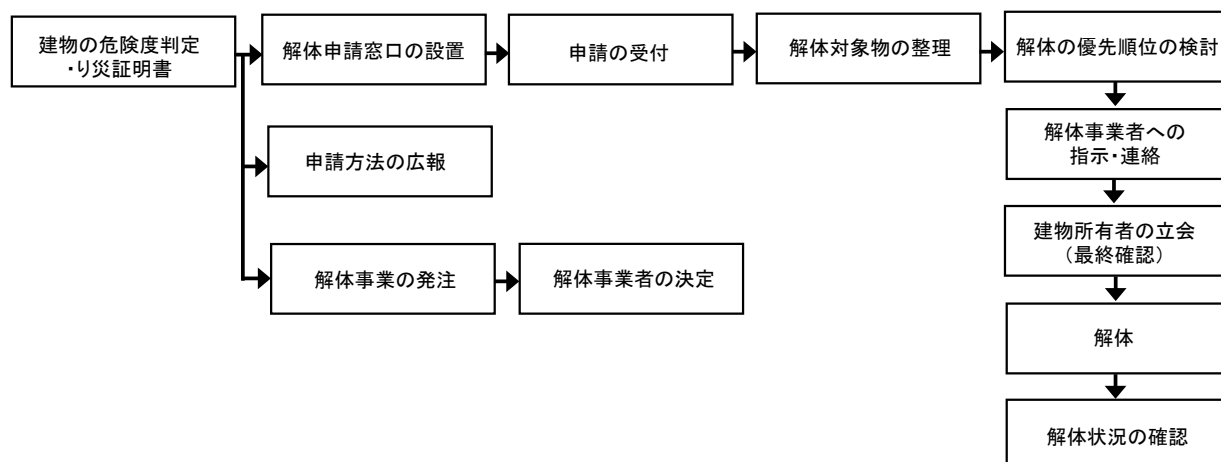 建物の危険度判定
・り災証明書
解体申請窓口の設置
申請の受付
解体対象物の整理
解体の優先順位の検討
解体事業者への
指示・連絡
申請方法の広報
建物所有者の立会
（最終確認）
解体事業の発注
解体事業者の決定
解体
解体状況の確認